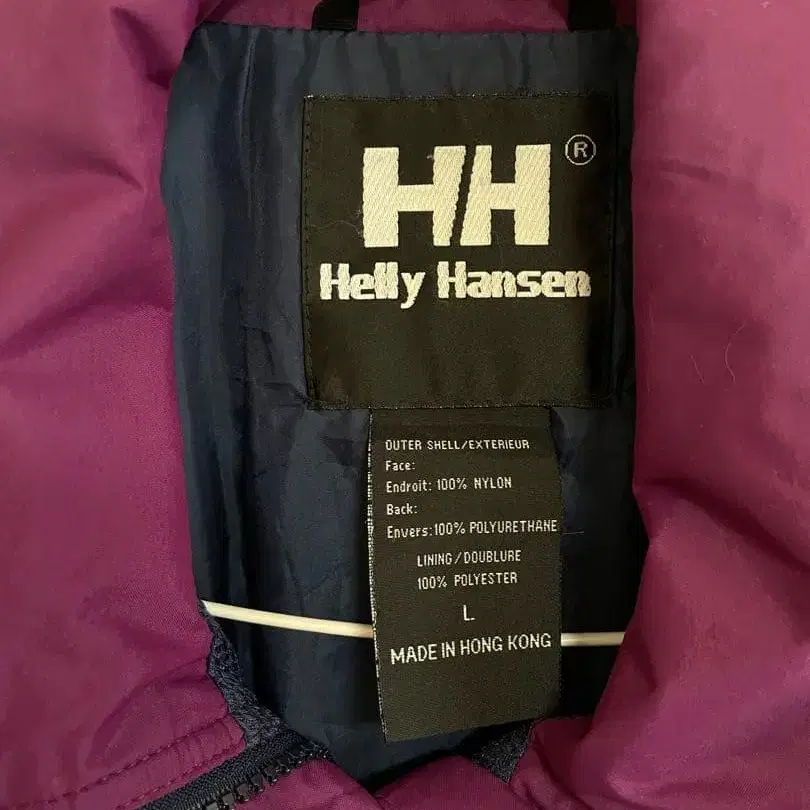 HH®
Helly Hansen
OUTER SHELL/EXTERIEUR
Face:
Endroit: 100% NYLON
Back:
Envers:100% POLYURETHANE
LINING/DOUBLURE
100% POLYESTER
L
MADE IN HONG KONG